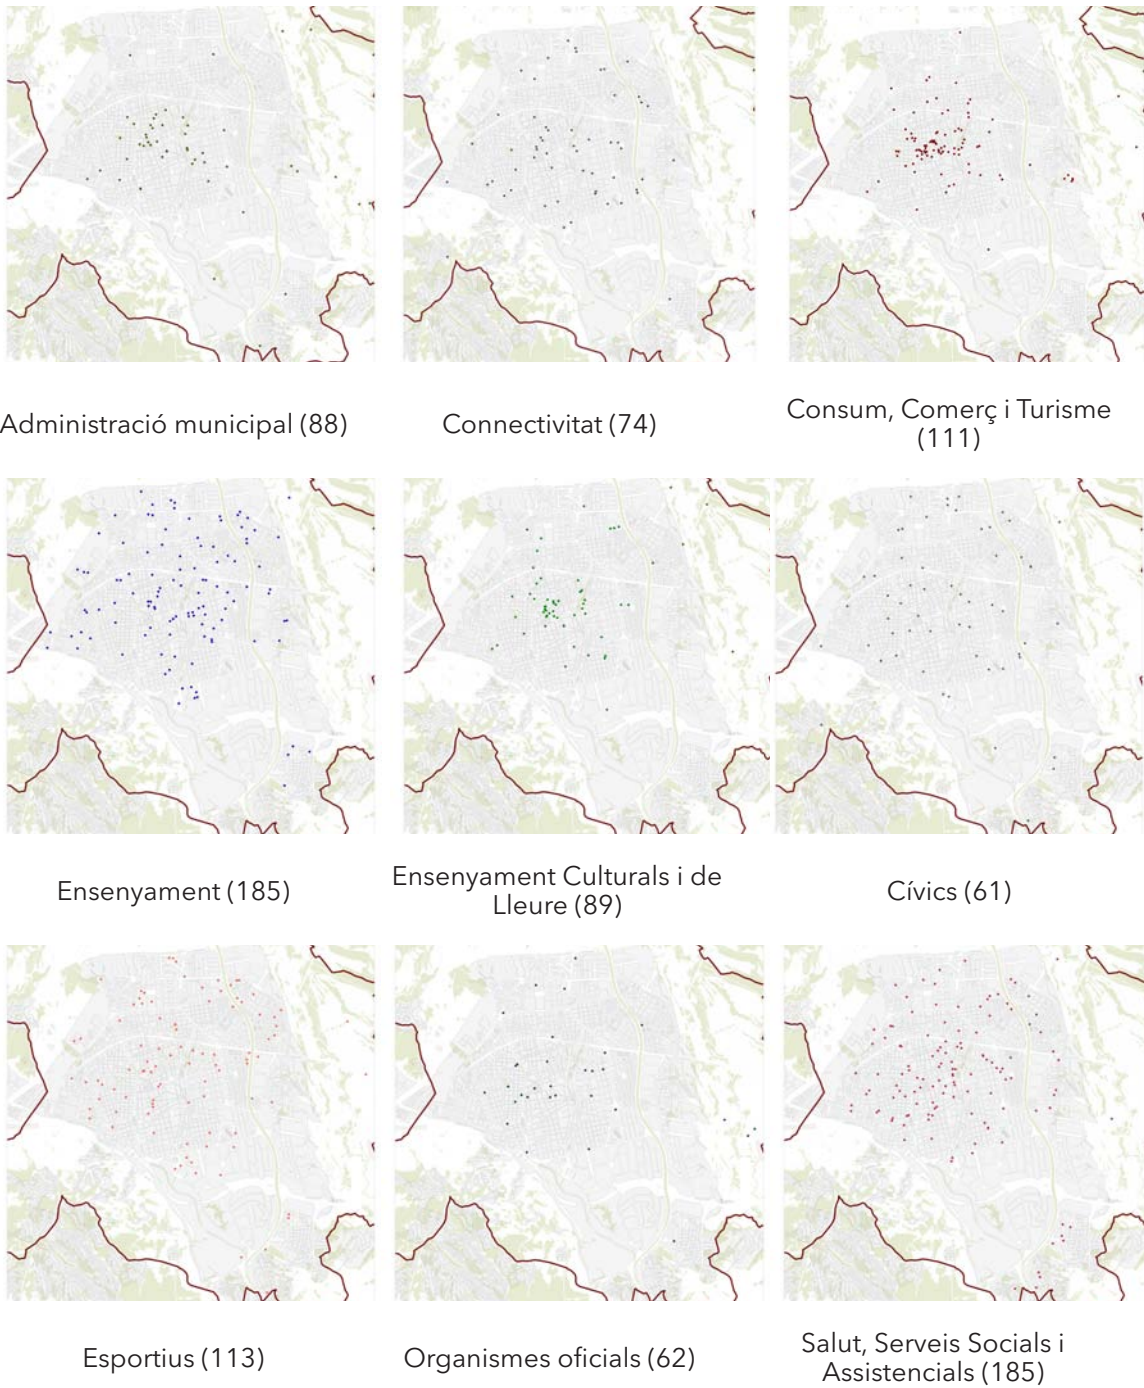 Administració municipal (88)
Connectivitat (74)
Consum, Comerç i Turisme
(111)
Ensenyament (185)
Ensenyament Culturals i de
Lleure (89)
Cívics (61)
Esportius (113)
Organismes oficials (62)
Salut, Serveis Socials i
Assistencials (185)